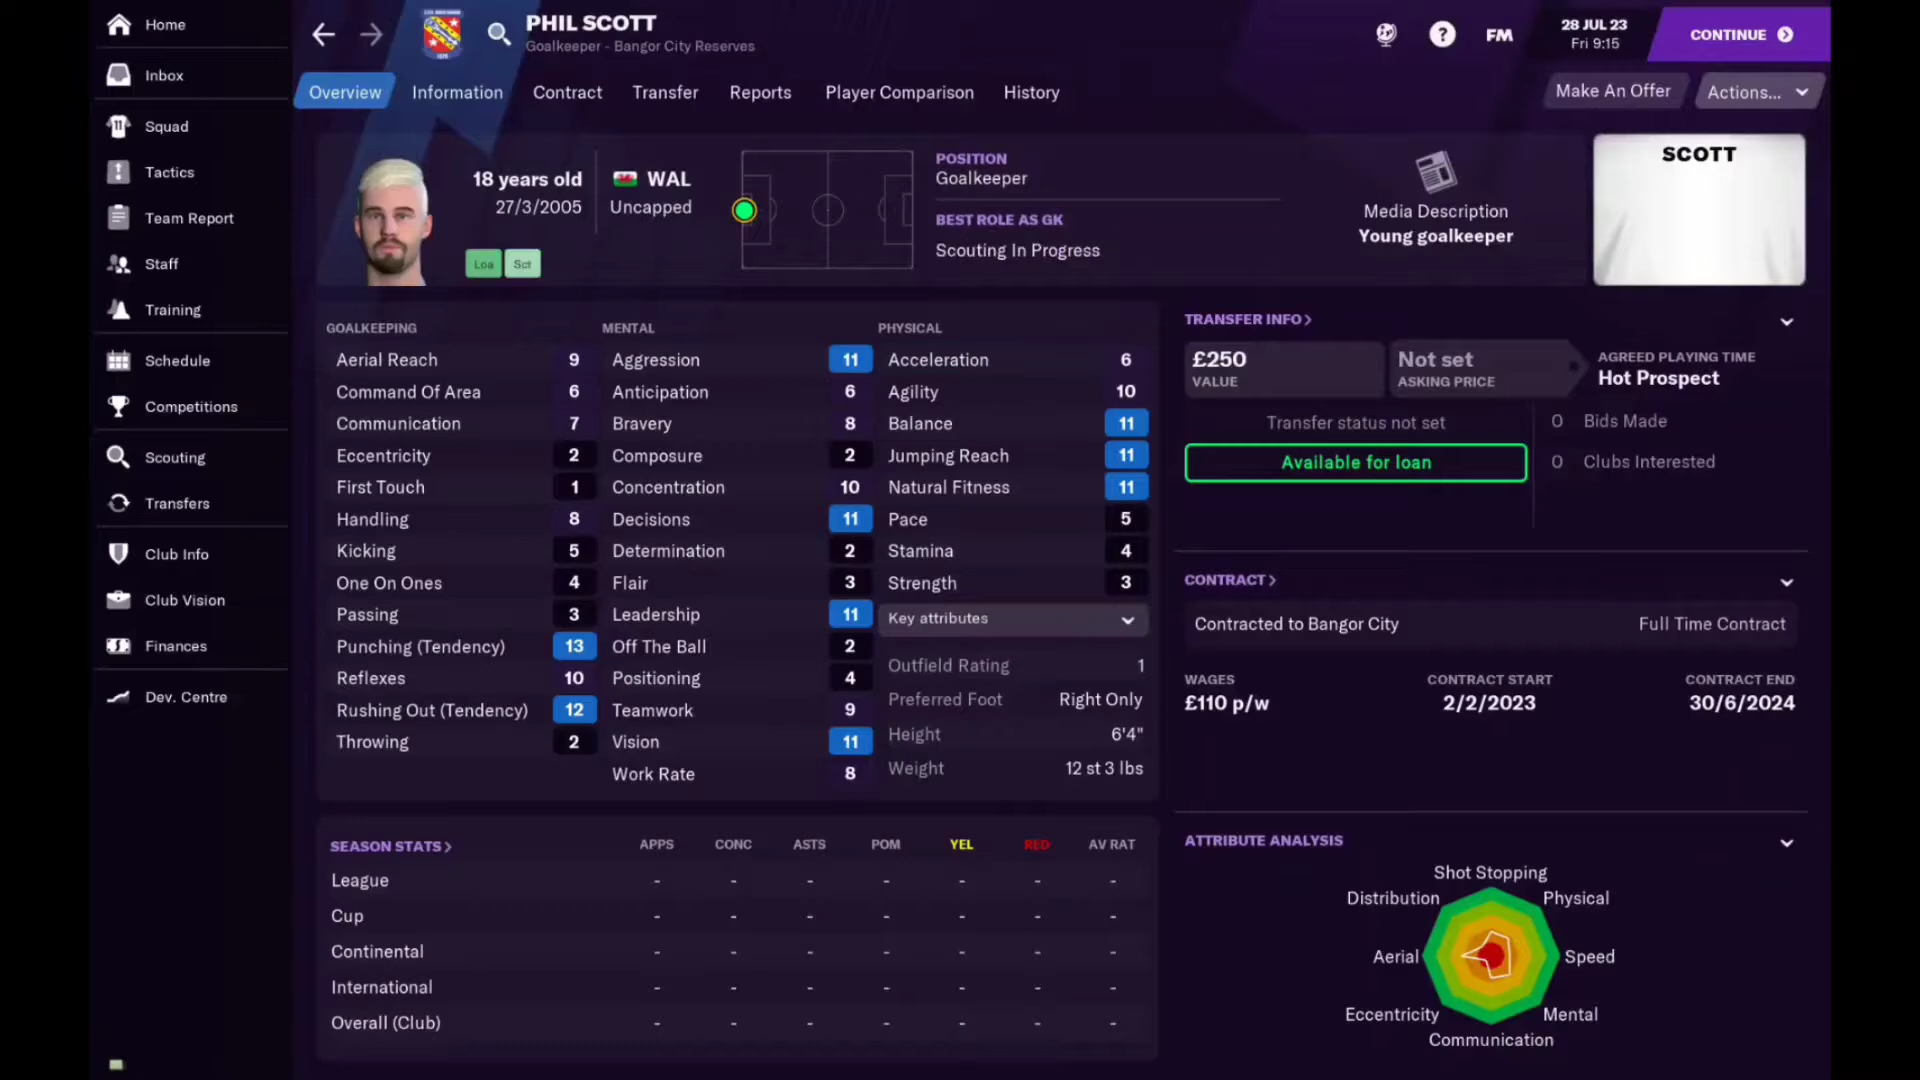 Home
Inbox
Squad
Tactics
Team Report
Staff
Training
Schedule
Competitions
Scouting
Transfers
Club Info
Club Vision
Finances
Dev. Centre
PHIL SCOTT
Goalkeeper - Bangor City Reserves
FM
28 JUL 23
Fri 9:15
CONTINUE
Overview Information Contract Transfer Reports Player Comparison History
Make An Offer Actions...
18 years old
27/3/2005
WAL
Uncapped
Loa Sct
POSITION
Goalkeeper
BEST ROLE AS GK
Scouting In Progress
Media Description
Young goalkeeper
SCOTT
GOALKEEPING
Aerial Reach 9
Command Of Area 6
Communication 7
Eccentricity 2
First Touch 1
Handling 8
Kicking 5
One On Ones 4
Passing 3
Punching (Tendency) 13
Reflexes 10
Rushing Out (Tendency) 12
Throwing 2
MENTAL
Aggression 11
Anticipation 6
Bravery 8
Composure 2
Concentration 10
Decisions 11
Determination 2
Flair 3
Leadership 11
Off The Ball 2
Positioning 4
Teamwork 9
Vision 11
Work Rate 8
PHYSICAL
Acceleration 6
Agility 10
Balance 11
Jumping Reach 11
Natural Fitness 11
Pace 5
Stamina 4
Strength 3
Key attributes
Outfield Rating 1
Preferred Foot Right Only
Height 6'4"
Weight 12 st 3 lbs
TRANSFER INFO >
£250
VALUE
Not set
ASKING PRICE
AGREED PLAYING TIME
Hot Prospect
Transfer status not set
Available for loan
0 Bids Made
0 Clubs Interested
CONTRACT >
Contracted to Bangor City Full Time Contract
WAGES CONTRACT START CONTRACT END
£110 p/w 2/2/2023 30/6/2024
SEASON STATS > APPS CONC ASTS POM YEL RED AV RAT
League - - - - - - -
Cup - - - - - - -
Continental - - - - - - -
International - - - - - - -
Overall (Club) - - - - - - -
ATTRIBUTE ANALYSIS
Shot Stopping
Distribution Physical
Aerial Speed
Eccentricity Mental
Communication